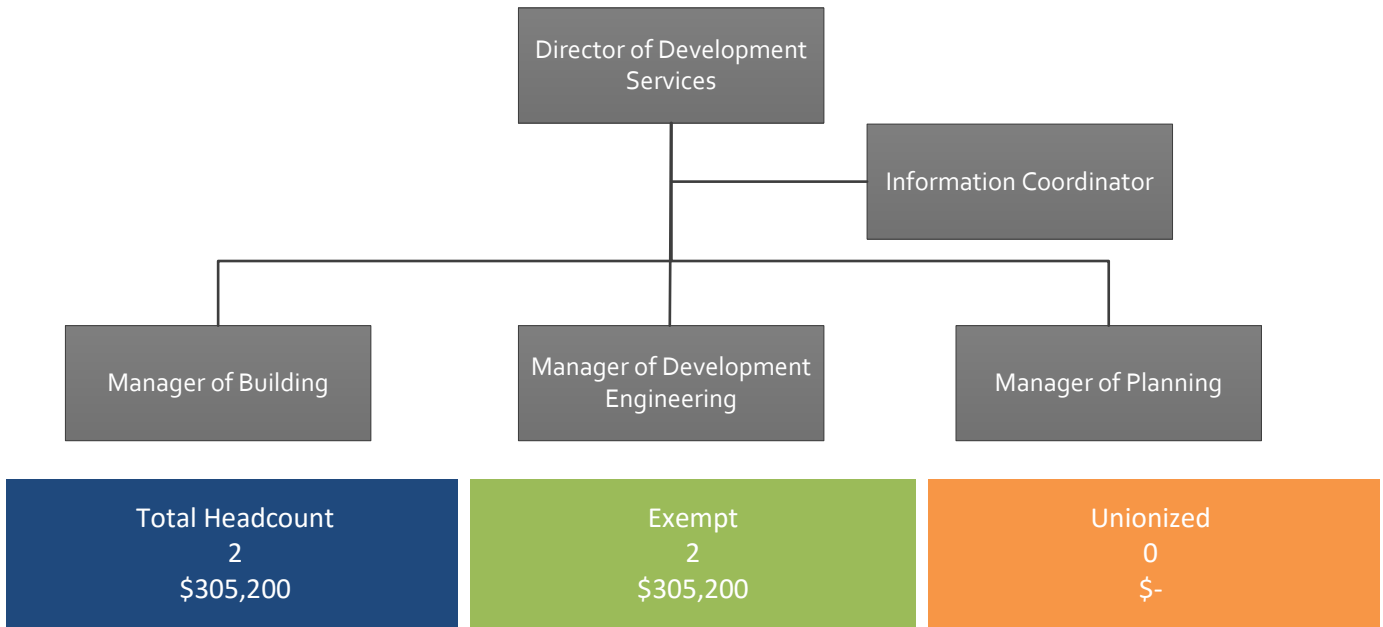 Director of Development
Services
Information Coordinator
Manager of Building
Manager of Development
Engineering
Manager of Planning
Total Headcount
2
$305,200
Exempt
2
$305,200
Unionized
0
$-